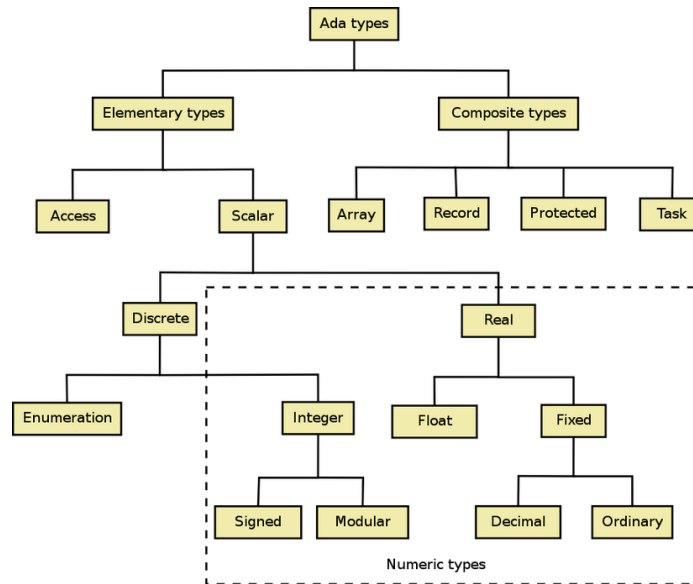 Ada types
Elementary types
Composite types
Access
Scalar
Array
Record
Protected
Task
Discrete
Real
Enumeration
Integer
Float
Fixed
Signed
Modular
Decimal
Ordinary
Numeric types